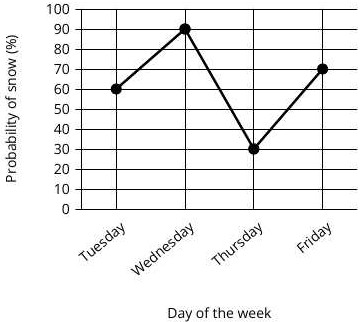 Probability of snow (%)
100
90
80
70
60
50
40
30
20
10
0
Tuesday
Wednesday
Thursday
Friday
Day of the week